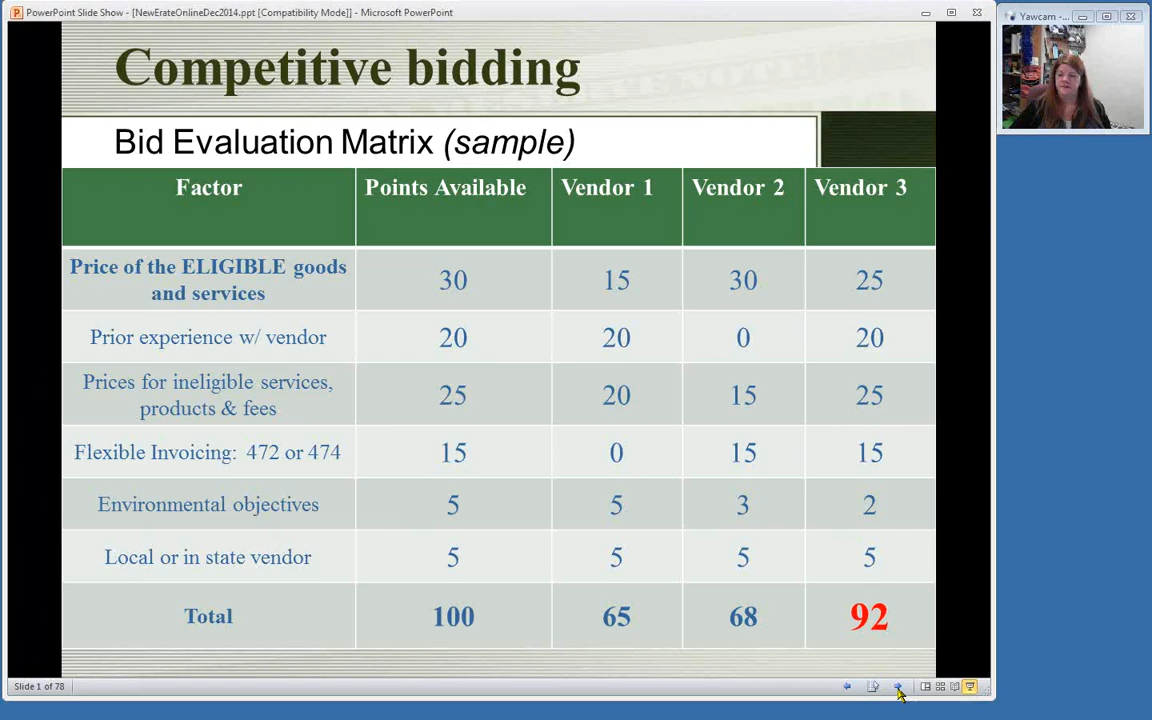 PowerPoint Slide Show - [NewErateOnlineDec2014.ppt [Compatibility Mode]] - Microsoft PowerPoint
Yawcam -...
Competitive bidding
Bid Evaluation Matrix (sample)
Factor Points Available Vendor 1 Vendor 2 Vendor 3
Price of the ELIGIBLE goods
and services 30 15 30 25
Prior experience w/ vendor 20 20 0 20
Prices for ineligible services,
products & fees 25 20 15 25
Flexible Invoicing: 472 or 474 15 0 15 15
Environmental objectives 5 5 3 2
Local or in state vendor 5 5 5 5
Total 100 65 68 92
Slide 1 of 78